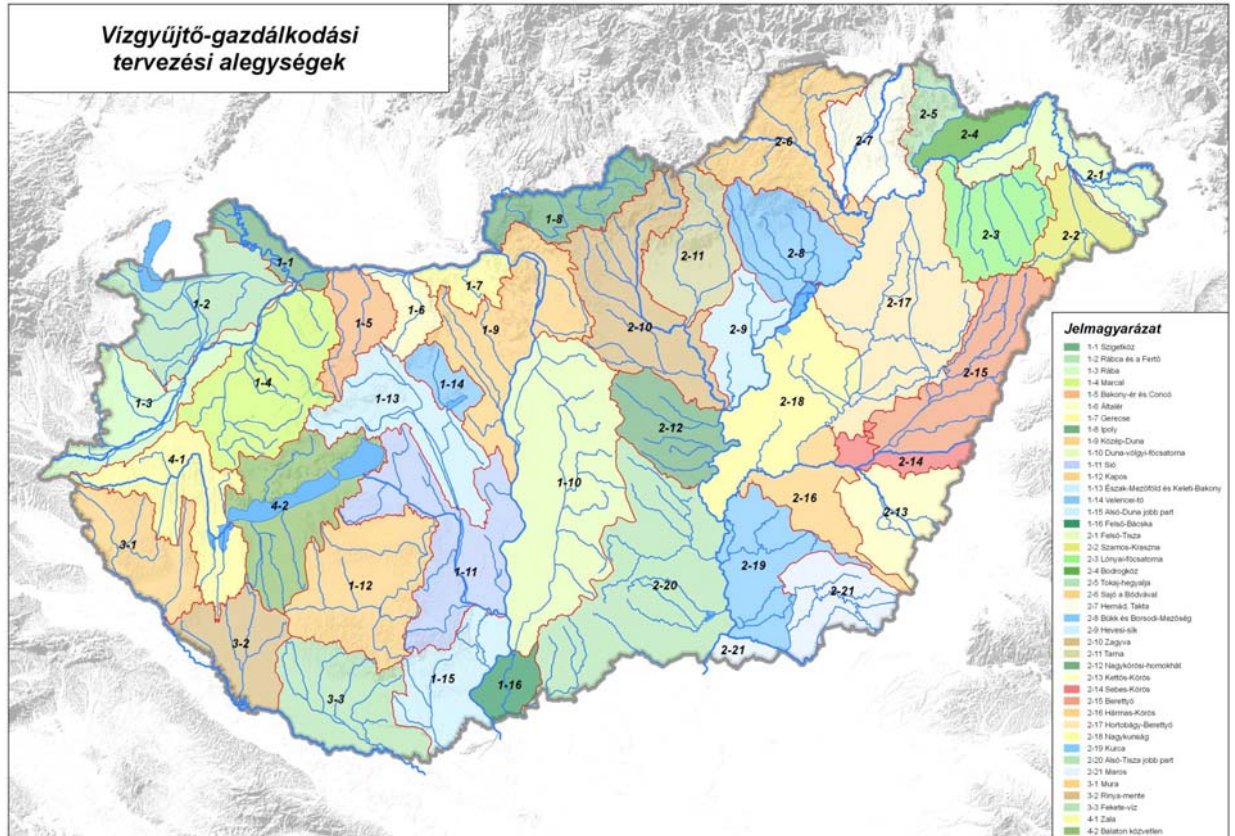 Vízgyűjtő-gazdálkodási
tervezési alegységek
2-6
2-7
2-5
2-4
2-1
2-2
2-3
1-8
2-11
2-8
2-17
1-1
1-2
1-7
1-6
1-5
1-9
2-10
2-9
2-15
1-3
1-4
1-14
1-13
2-18
2-12
2-14
4-1
4-2
1-10
2-16
2-13
3-1
1-12
1-11
2-19
2-21
2-20
3-2
3-3
1-15
1-16
2-21
Jelmagyarázat
1-1 Szigetköz
1-2 Rábca és a Fertő
1-3 Rába
1-4 Marcal
1-5 Bakony-ér és Concó
1-6 Általér
1-7 Gerecse
1-8 Ipoly
1-9 Közép-Duna
1-10 Duna-völgyi-főcsatorna
1-11 Sió
1-12 Kapos
1-13 Észak-Mezőföld és Keleti-Bakony
1-14 Velencei-tó
1-15 Alsó-Duna jobb part
1-16 Felső-Bácska
2-1 Felső-Tisza
2-2 Szamos-Kraszna
2-3 Lónyai-főcsatorna
2-4 Bodrogköz
2-5 Tokaj-hegyalja
2-6 Sajó a Bódvával
2-7 Hernád, Takta
2-8 Bükk és Borsodi-Mezőség
2-9 Hevesi-sík
2-10 Zagyva
2-11 Tarna
2-12 Nagykőrösi-homokhát
2-13 Kettős-Körös
2-14 Sebes-Körös
2-15 Berettyó
2-16 Hármas-Körös
2-17 Hortobágy-Berettyó
2-18 Nagykunság
2-19 Kurca
2-20 Alsó-Tisza jobb part
2-21 Maros
3-1 Mura
3-2 Rinya-mente
3-3 Fekete-víz
4-1 Zala
4-2 Balaton közvetlen